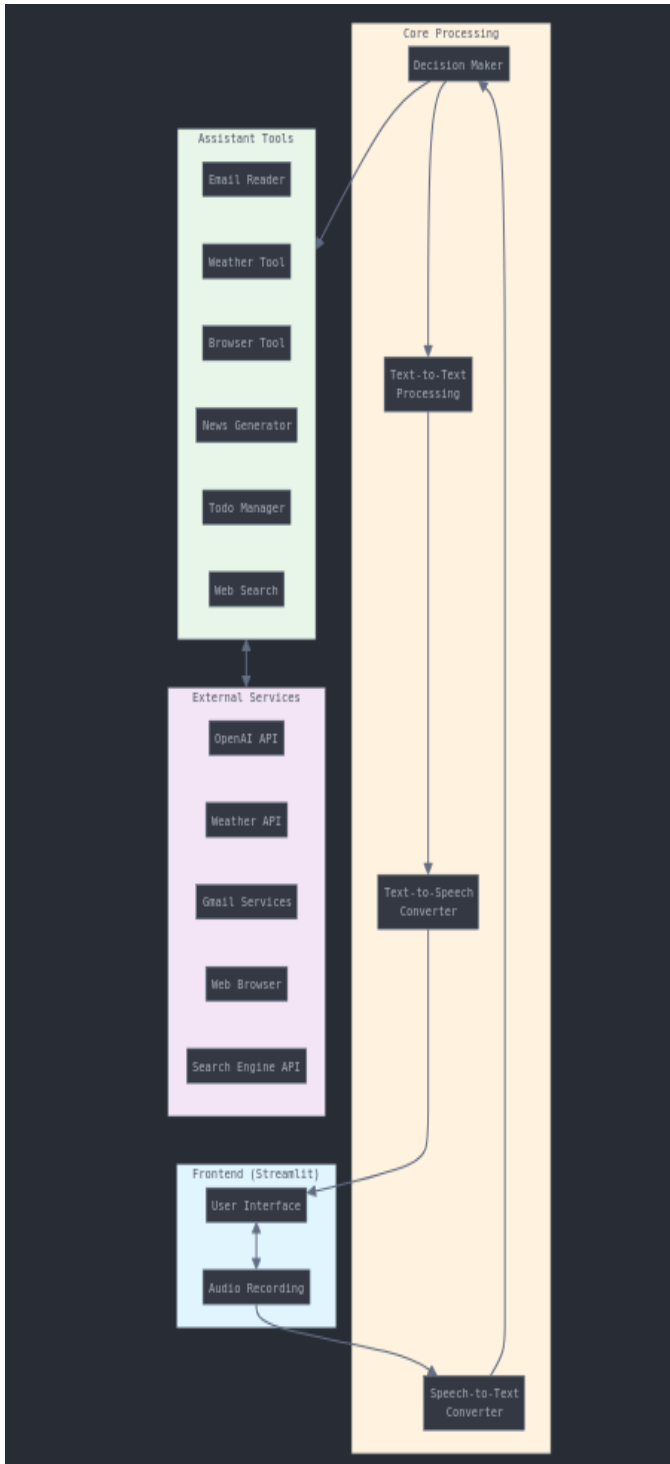 Core Processing
Decision Maker
Text-to-Text
Processing
Text-to-Speech
Converter
Speech-to-Text
Converter
Assistant Tools
Email Reader
Weather Tool
Browser Tool
News Generator
Todo Manager
Web Search
External Services
OpenAI API
Weather API
Gmail Services
Web Browser
Search Engine API
Frontend (Streamlit)
User Interface
Audio Recording